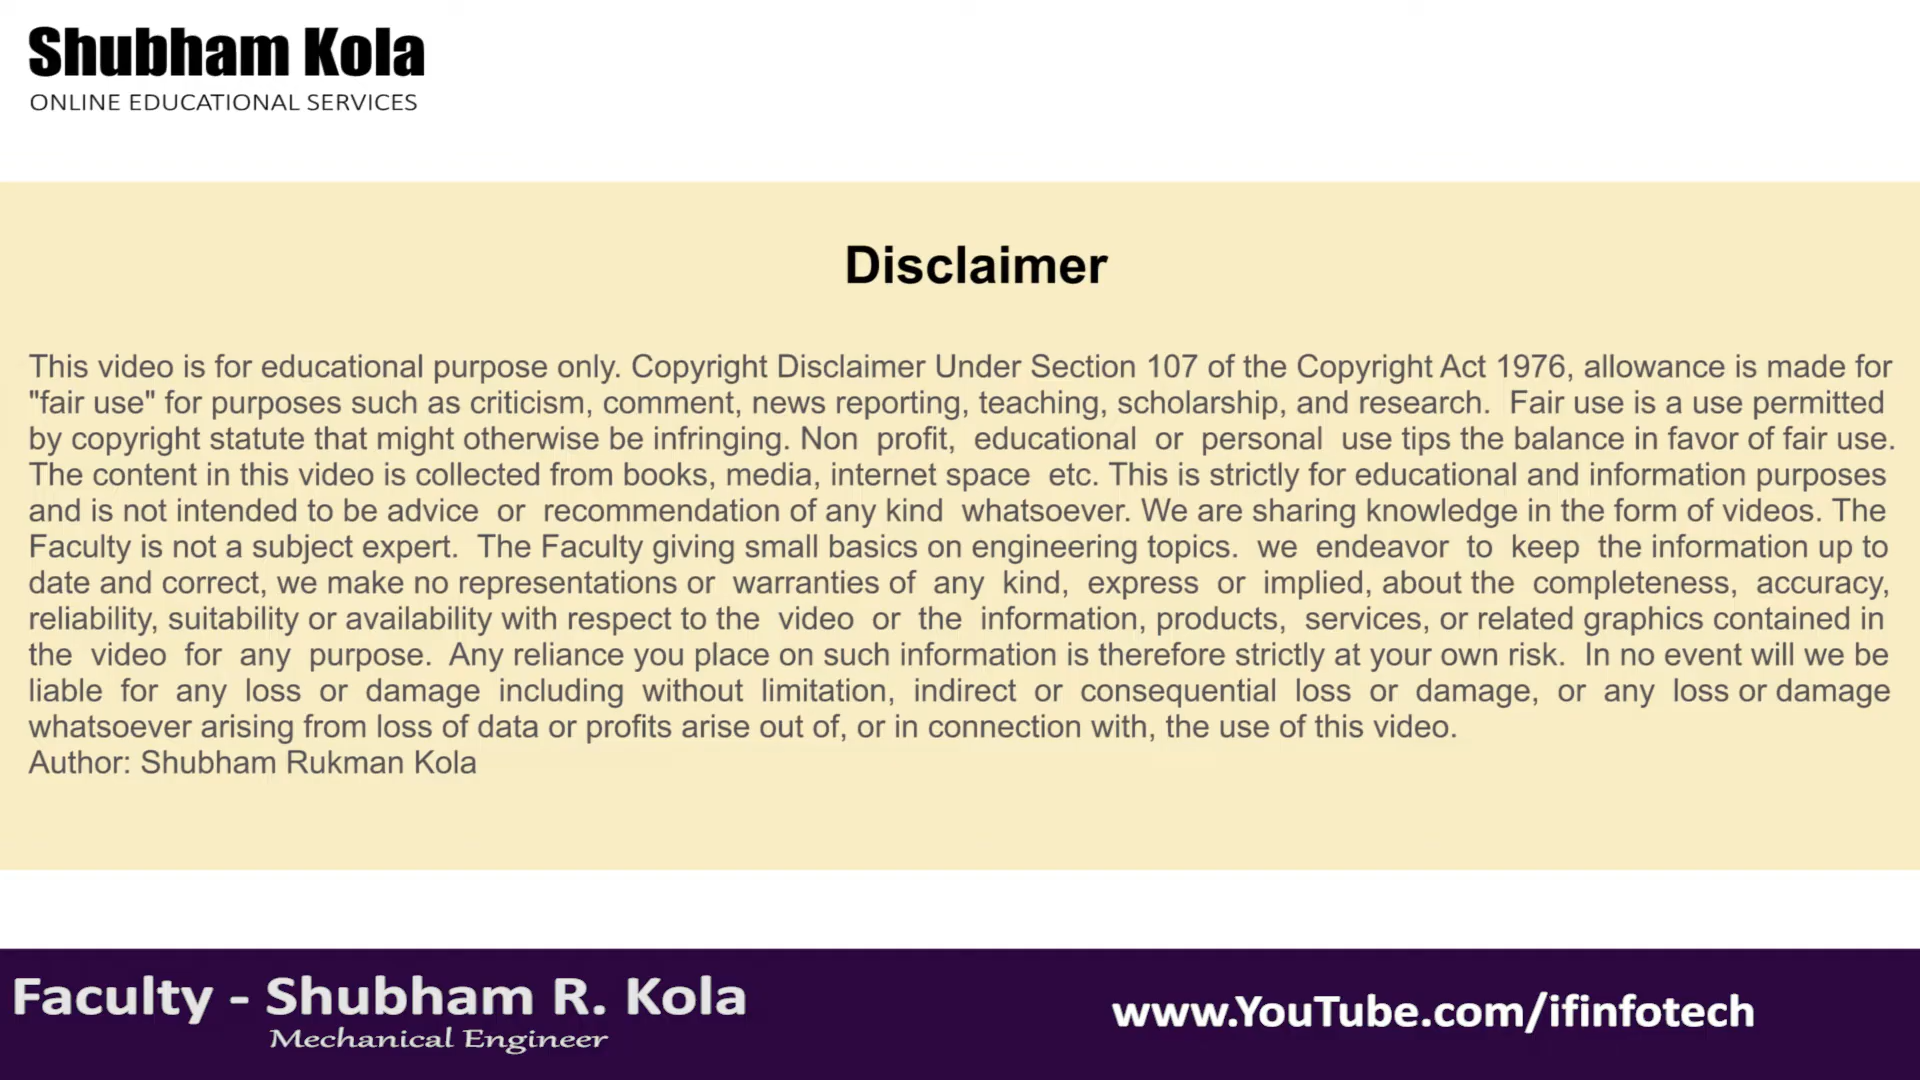 Shubham Kola
ONLINE EDUCATIONAL SERVICES
Disclaimer
This video is for educational purpose only. Copyright Disclaimer Under Section 107 of the Copyright Act 1976, allowance is made for
"fair use" for purposes such as criticism, comment, news reporting, teaching, scholarship, and research. Fair use is a use permitted
by copyright statute that might otherwise be infringing. Non profit, educational or personal use tips the balance in favor of fair use.
The content in this video is collected from books, media, internet space etc. This is strictly for educational and information purposes
and is not intended to be advice or recommendation of any kind whatsoever. We are sharing knowledge in the form of videos. The
Faculty is not a subject expert. The Faculty giving small basics on engineering topics. we endeavor to keep the information up to
date and correct, we make no representations or warranties of any kind, express or implied, about the completeness, accuracy,
reliability, suitability or availability with respect to the video or the information, products, services, or related graphics contained in
the video for any purpose. Any reliance you place on such information is therefore strictly at your own risk. In no event will we be
liable for any loss or damage including without limitation, indirect or consequential loss or damage, or any loss or damage
whatsoever arising from loss of data or profits arise out of, or in connection with, the use of this video.
Author: Shubham Rukman Kola
Faculty - Shubham R. Kola
Mechanical Engineer
www.YouTube.com/ifinfotech